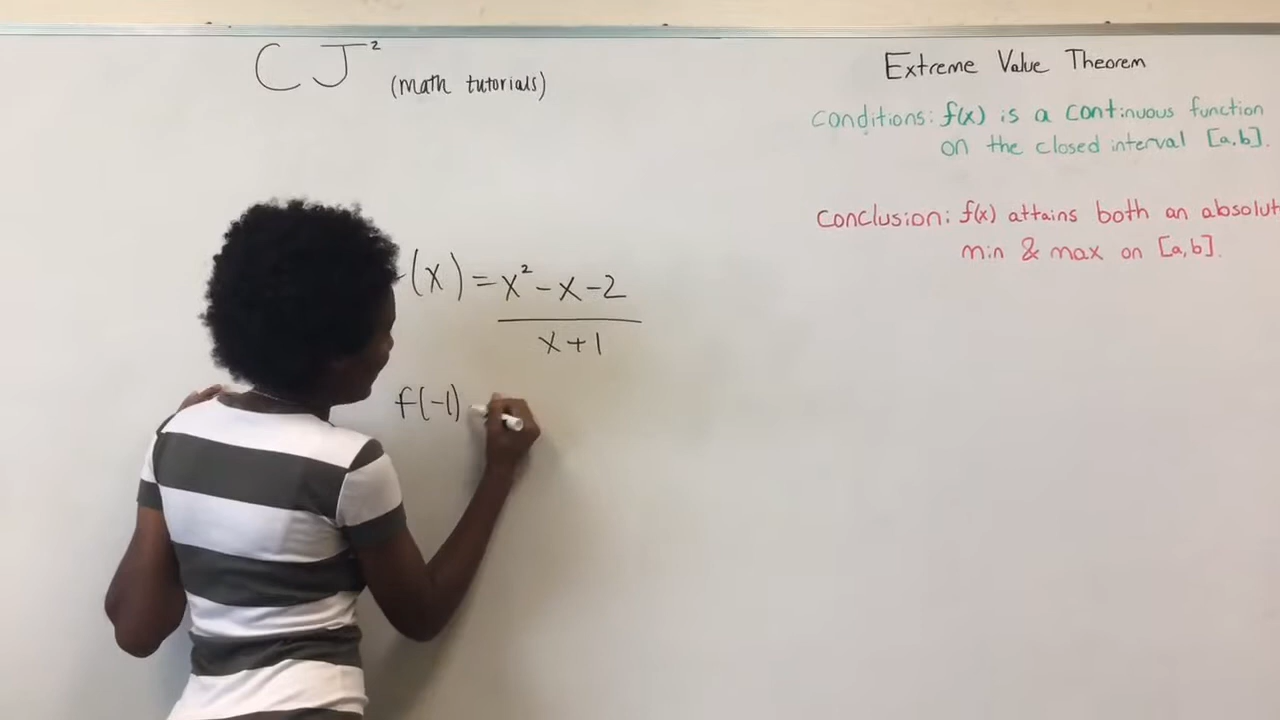 CJ² (math tutorials)
Extreme Value Theorem
conditions: f(x) is a continuous function
on the closed interval [a,b].
Conclusion: f(x) attains both an absolut
min & max on [a,b].
(x) = x² - x - 2
x + 1
f(-1)